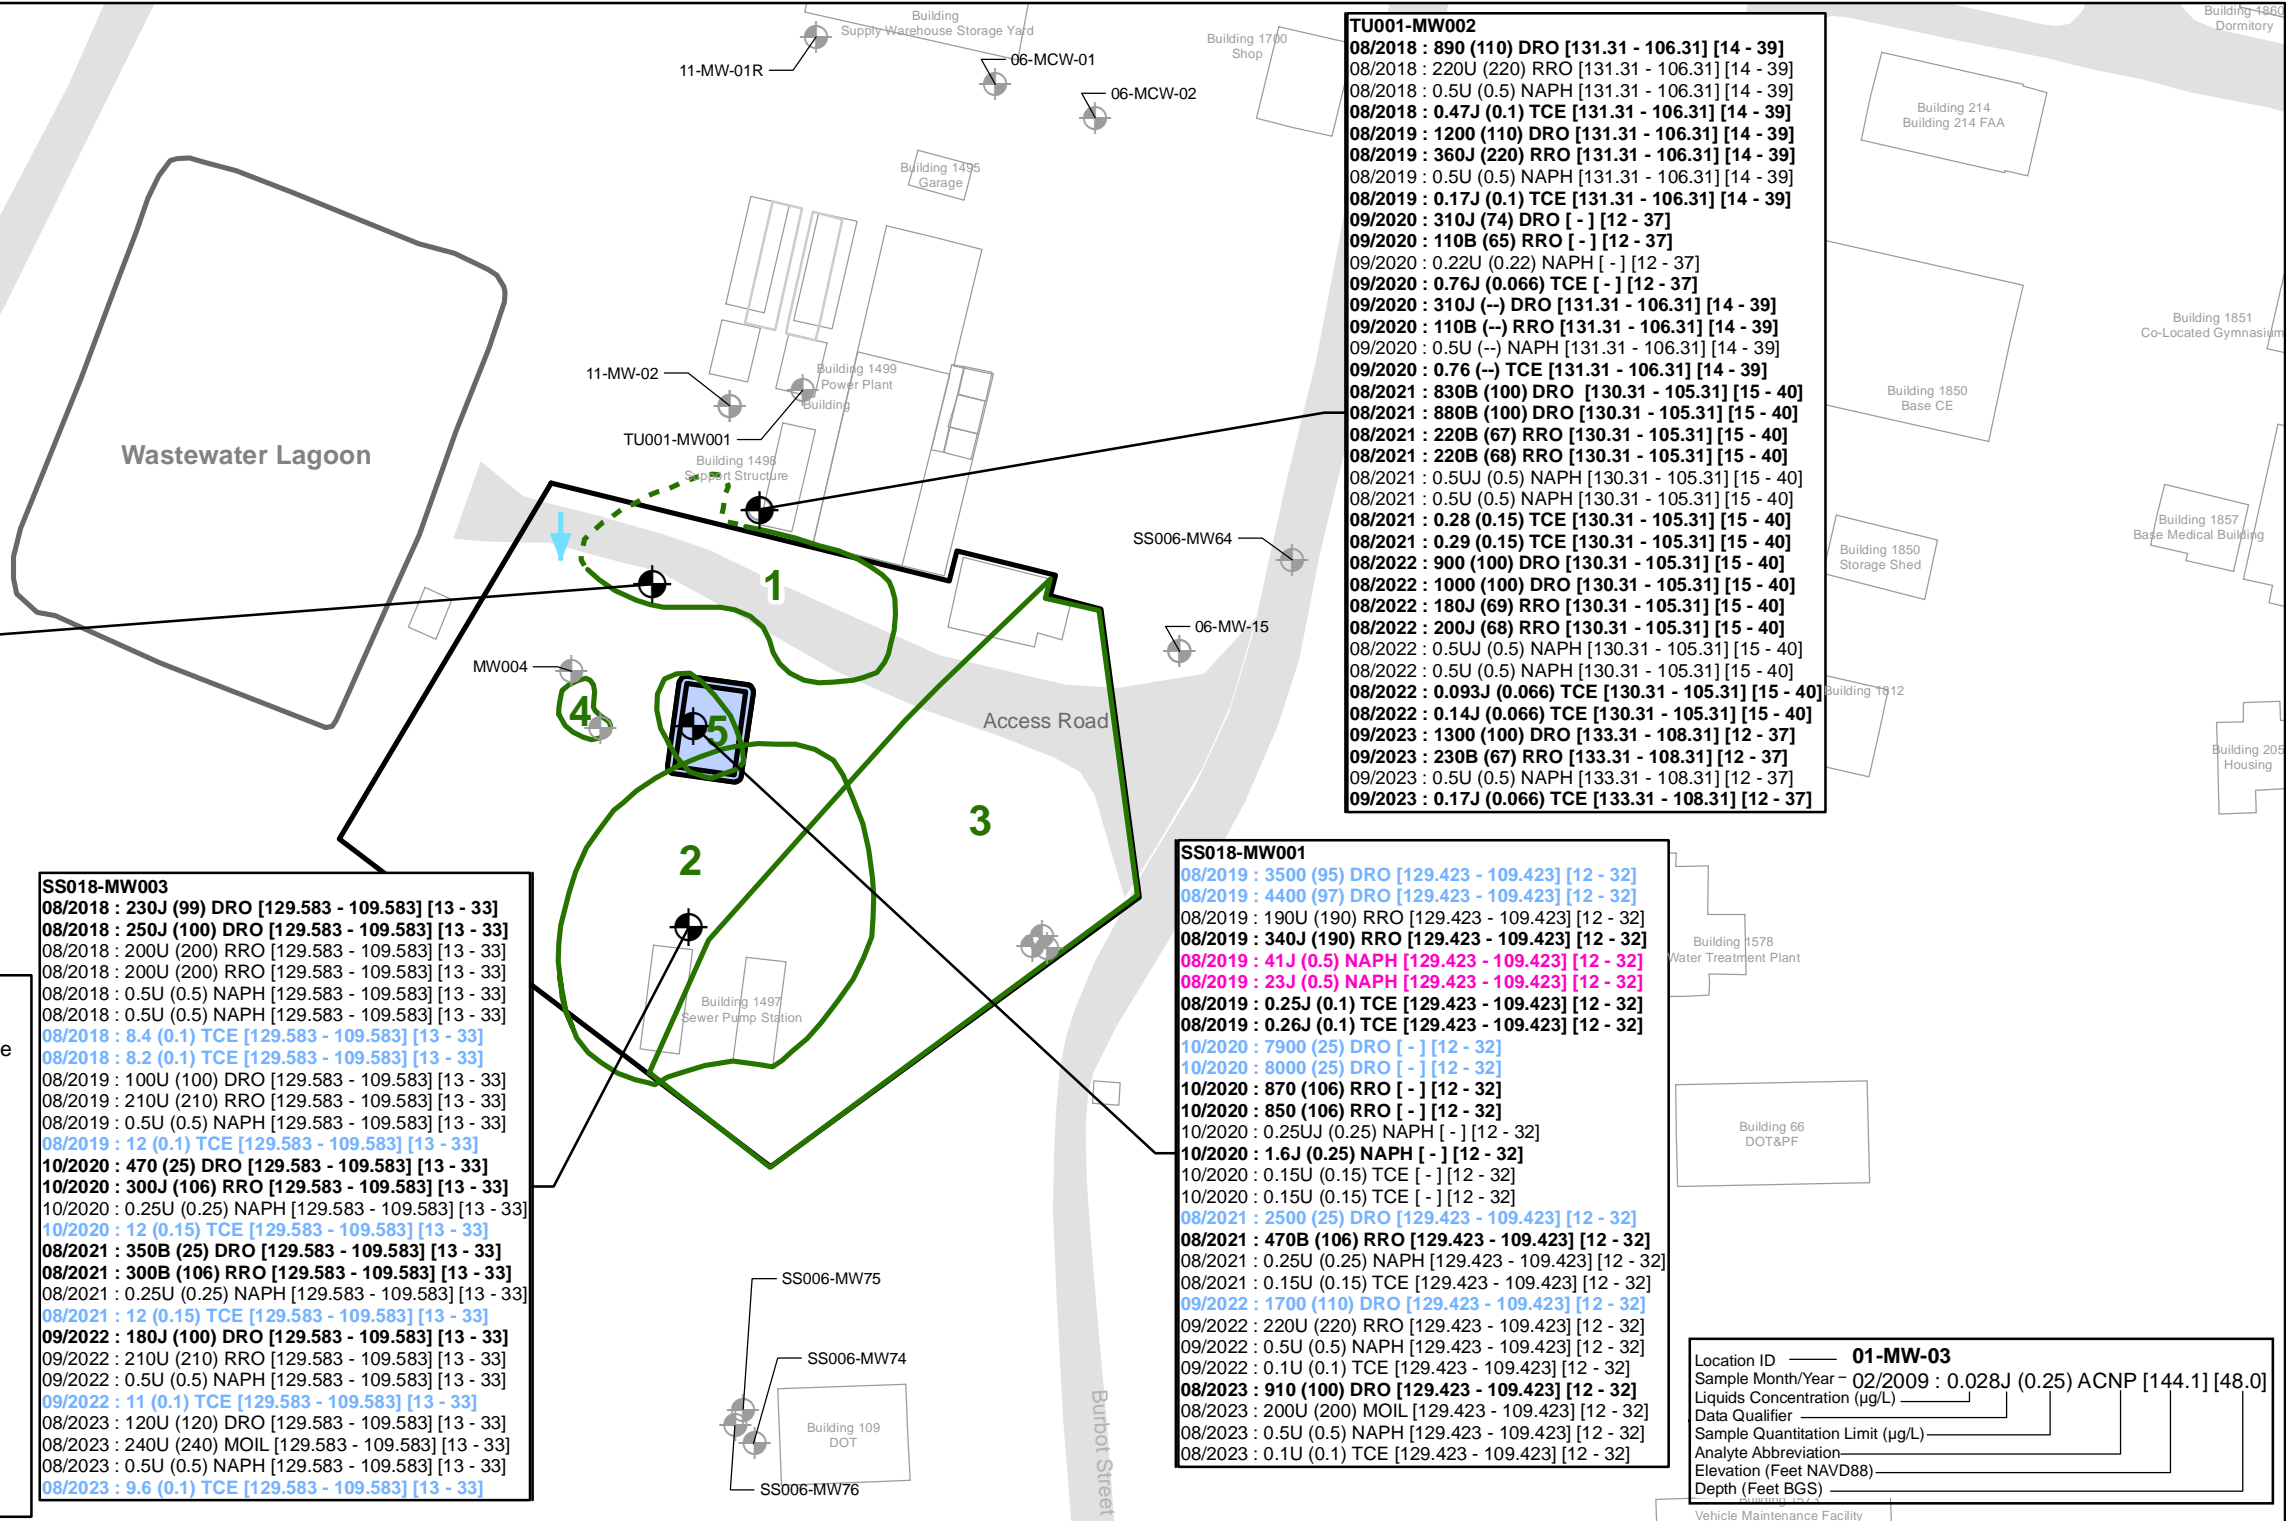 Building
Supply Warehouse Storage Yard
11-MW-01R
06-MCW-01
06-MCW-02
Building 1700
Shop
Building 1860
Dormitory
Building 214
Building 214 FAA
Building 1495
Garage
TU001-MW002
08/2018 : 890 (110) DRO [131.31 - 106.31] [14 - 39]
08/2018 : 220U (220) RRO [131.31 - 106.31] [14 - 39]
08/2018 : 0.5U (0.5) NAPH [131.31 - 106.31] [14 - 39]
08/2018 : 0.47J (0.1) TCE [131.31 - 106.31] [14 - 39]
08/2019 : 1200 (110) DRO [131.31 - 106.31] [14 - 39]
08/2019 : 360J (220) RRO [131.31 - 106.31] [14 - 39]
08/2019 : 0.5U (0.5) NAPH [131.31 - 106.31] [14 - 39]
08/2019 : 0.17J (0.1) TCE [131.31 - 106.31] [14 - 39]
09/2020 : 310J (74) DRO [ - ] [12 - 37]
09/2020 : 110B (65) RRO [ - ] [12 - 37]
09/2020 : 0.22U (0.22) NAPH [ - ] [12 - 37]
09/2020 : 0.76J (0.066) TCE [ - ] [12 - 37]
09/2020 : 310J (--) DRO [131.31 - 106.31] [14 - 39]
09/2020 : 110B (--) RRO [131.31 - 106.31] [14 - 39]
09/2020 : 0.5U (--) NAPH [131.31 - 106.31] [14 - 39]
09/2020 : 0.76 (--) TCE [131.31 - 106.31] [14 - 39]
08/2021 : 830B (100) DRO [130.31 - 105.31] [15 - 40]
08/2021 : 880B (100) DRO [130.31 - 105.31] [15 - 40]
08/2021 : 220B (67) RRO [130.31 - 105.31] [15 - 40]
08/2021 : 220B (68) RRO [130.31 - 105.31] [15 - 40]
08/2021 : 0.5UJ (0.5) NAPH [130.31 - 105.31] [15 - 40]
08/2021 : 0.5U (0.5) NAPH [130.31 - 105.31] [15 - 40]
08/2021 : 0.28 (0.15) TCE [130.31 - 105.31] [15 - 40]
08/2021 : 0.29 (0.15) TCE [130.31 - 105.31] [15 - 40]
08/2022 : 900 (100) DRO [130.31 - 105.31] [15 - 40]
08/2022 : 1000 (100) DRO [130.31 - 105.31] [15 - 40]
08/2022 : 180J (69) RRO [130.31 - 105.31] [15 - 40]
08/2022 : 200J (68) RRO [130.31 - 105.31] [15 - 40]
08/2022 : 0.5UJ (0.5) NAPH [130.31 - 105.31] [15 - 40]
08/2022 : 0.5U (0.5) NAPH [130.31 - 105.31] [15 - 40]
08/2022 : 0.093J (0.066) TCE [130.31 - 105.31] [15 - 40]
08/2022 : 0.14J (0.066) TCE [130.31 - 105.31] [15 - 40]
09/2023 : 1300 (100) DRO [133.31 - 108.31] [12 - 37]
09/2023 : 230B (67) RRO [133.31 - 108.31] [12 - 37]
09/2023 : 0.5U (0.5) NAPH [133.31 - 108.31] [12 - 37]
09/2023 : 0.17J (0.066) TCE [133.31 - 108.31] [12 - 37]
Building 1851
Co-Located Gymnasium
Building 1850
Base CE
11-MW-02
Building 1499
Power Plant
Building
TU001-MW001
Wastewater Lagoon
Building 1498
Support Structure
Building 1857
Base Medical Building
SS006-MW64
Building 1850
Storage Shed
1
06-MW-15
MW004
4
5
Access Road
Building 1812
Building 205
Housing
3
2
SS018-MW003
08/2018 : 230J (99) DRO [129.583 - 109.583] [13 - 33]
08/2018 : 250J (100) DRO [129.583 - 109.583] [13 - 33]
08/2018 : 200U (200) RRO [129.583 - 109.583] [13 - 33]
08/2018 : 200U (200) RRO [129.583 - 109.583] [13 - 33]
08/2018 : 0.5U (0.5) NAPH [129.583 - 109.583] [13 - 33]
08/2018 : 0.5U (0.5) NAPH [129.583 - 109.583] [13 - 33]
08/2018 : 8.4 (0.1) TCE [129.583 - 109.583] [13 - 33]
08/2018 : 8.2 (0.1) TCE [129.583 - 109.583] [13 - 33]
08/2019 : 100U (100) DRO [129.583 - 109.583] [13 - 33]
08/2019 : 210U (210) RRO [129.583 - 109.583] [13 - 33]
08/2019 : 0.5U (0.5) NAPH [129.583 - 109.583] [13 - 33]
08/2019 : 12 (0.1) TCE [129.583 - 109.583] [13 - 33]
10/2020 : 470 (25) DRO [129.583 - 109.583] [13 - 33]
10/2020 : 300J (106) RRO [129.583 - 109.583] [13 - 33]
10/2020 : 0.25U (0.25) NAPH [129.583 - 109.583] [13 - 33]
10/2020 : 12 (0.15) TCE [129.583 - 109.583] [13 - 33]
08/2021 : 350B (25) DRO [129.583 - 109.583] [13 - 33]
08/2021 : 300B (106) RRO [129.583 - 109.583] [13 - 33]
08/2021 : 0.25U (0.25) NAPH [129.583 - 109.583] [13 - 33]
08/2021 : 12 (0.15) TCE [129.583 - 109.583] [13 - 33]
09/2022 : 180J (100) DRO [129.583 - 109.583] [13 - 33]
09/2022 : 210U (210) RRO [129.583 - 109.583] [13 - 33]
09/2022 : 0.5U (0.5) NAPH [129.583 - 109.583] [13 - 33]
09/2022 : 11 (0.1) TCE [129.583 - 109.583] [13 - 33]
08/2023 : 120U (120) DRO [129.583 - 109.583] [13 - 33]
08/2023 : 240U (240) MOIL [129.583 - 109.583] [13 - 33]
08/2023 : 0.5U (0.5) NAPH [129.583 - 109.583] [13 - 33]
08/2023 : 9.6 (0.1) TCE [129.583 - 109.583] [13 - 33]
e
Building 1497
Sewer Pump Station
SS018-MW001
08/2019 : 3500 (95) DRO [129.423 - 109.423] [12 - 32]
08/2019 : 4400 (97) DRO [129.423 - 109.423] [12 - 32]
08/2019 : 190U (190) RRO [129.423 - 109.423] [12 - 32]
08/2019 : 340J (190) RRO [129.423 - 109.423] [12 - 32]
08/2019 : 41J (0.5) NAPH [129.423 - 109.423] [12 - 32]
08/2019 : 23J (0.5) NAPH [129.423 - 109.423] [12 - 32]
08/2019 : 0.25J (0.1) TCE [129.423 - 109.423] [12 - 32]
08/2019 : 0.26J (0.1) TCE [129.423 - 109.423] [12 - 32]
10/2020 : 7900 (25) DRO [ - ] [12 - 32]
10/2020 : 8000 (25) DRO [ - ] [12 - 32]
10/2020 : 870 (106) RRO [ - ] [12 - 32]
10/2020 : 850 (106) RRO [ - ] [12 - 32]
10/2020 : 0.25UJ (0.25) NAPH [ - ] [12 - 32]
10/2020 : 1.6J (0.25) NAPH [ - ] [12 - 32]
10/2020 : 0.15U (0.15) TCE [ - ] [12 - 32]
10/2020 : 0.15U (0.15) TCE [ - ] [12 - 32]
08/2021 : 2500 (25) DRO [129.423 - 109.423] [12 - 32]
08/2021 : 470B (106) RRO [129.423 - 109.423] [12 - 32]
08/2021 : 0.25U (0.25) NAPH [129.423 - 109.423] [12 - 32]
08/2021 : 0.15U (0.15) TCE [129.423 - 109.423] [12 - 32]
09/2022 : 1700 (110) DRO [129.423 - 109.423] [12 - 32]
09/2022 : 220U (220) RRO [129.423 - 109.423] [12 - 32]
09/2022 : 0.5U (0.5) NAPH [129.423 - 109.423] [12 - 32]
09/2022 : 0.1U (0.1) TCE [129.423 - 109.423] [12 - 32]
08/2023 : 910 (100) DRO [129.423 - 109.423] [12 - 32]
08/2023 : 200U (200) MOIL [129.423 - 109.423] [12 - 32]
08/2023 : 0.5U (0.5) NAPH [129.423 - 109.423] [12 - 32]
08/2023 : 0.1U (0.1) TCE [129.423 - 109.423] [12 - 32]
Building 1578
Water Treatment Plant
Building 66
DOT&PF
SS006-MW75
SS006-MW74
Building 109
DOT
SS006-MW76
Burbot Street
Location ID 01-MW-03
Sample Month/Year 02/2009 : 0.028J (0.25) ACNP [144.1] [48.0]
Liquids Concentration (µg/L)
Data Qualifier
Sample Quantitation Limit (µg/L)
Analyte Abbreviation
Elevation (Feet NAVD88)
Depth (Feet BGS)
Building 1573
Vehicle Maintenance Facility